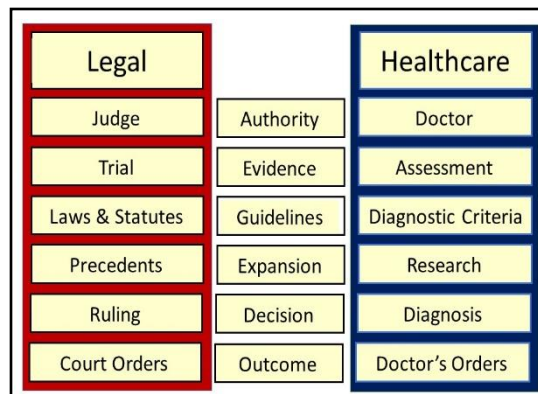 Legal
Healthcare
Judge
Authority
Doctor
Trial
Evidence
Assessment
Laws & Statutes
Guidelines
Diagnostic Criteria
Precedents
Expansion
Research
Ruling
Decision
Diagnosis
Court Orders
Outcome
Doctor's Orders